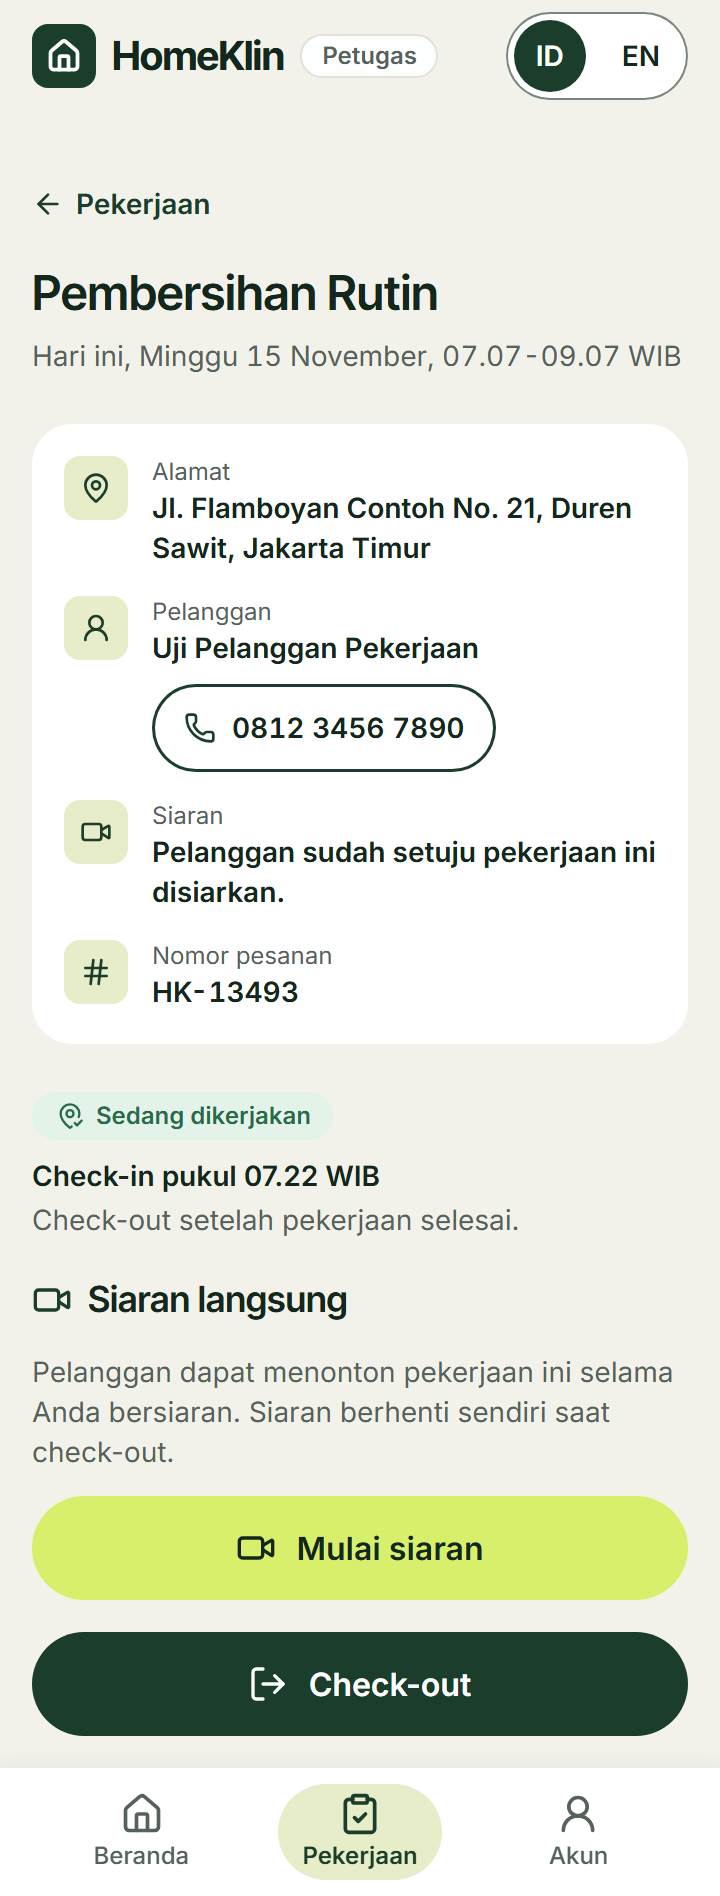 HomeKlin Petugas ID EN
Pekerjaan
Pembersihan Rutin
Hari ini, Minggu 15 November, 07.07-09.07 WIB
Alamat
Jl. Flamboyan Contoh No. 21, Duren
Sawit, Jakarta Timur
Pelanggan
Uji Pelanggan Pekerjaan
0812 3456 7890
Siaran
Pelanggan sudah setuju pekerjaan ini
disiarkan.
Nomor pesanan
HK-13493
Sedang dikerjakan
Check-in pukul 07.22 WIB
Check-out setelah pekerjaan selesai.
Siaran langsung
Pelanggan dapat menonton pekerjaan ini selama
Anda bersiaran. Siaran berhenti sendiri saat
check-out.
Mulai siaran
Check-out
Beranda Pekerjaan Akun